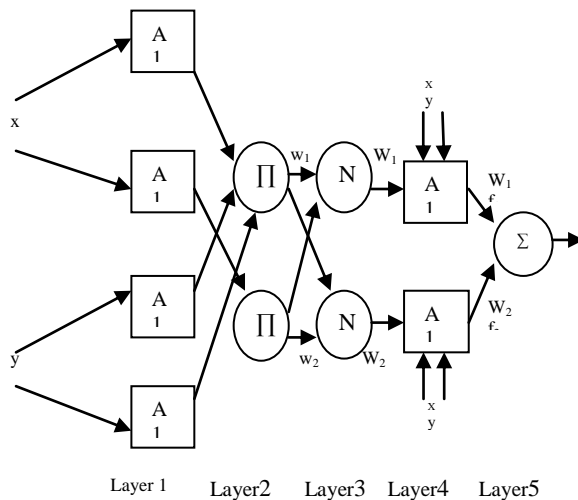 A
1
x
A
1
A
1
y
A
1
∏
∏
w₁
w₂
N
N
W₁
W₂
x
y
A
1
A
1
x
y
W₁
W₂
Σ
Layer 1
Layer2
Layer3
Layer4
Layer5